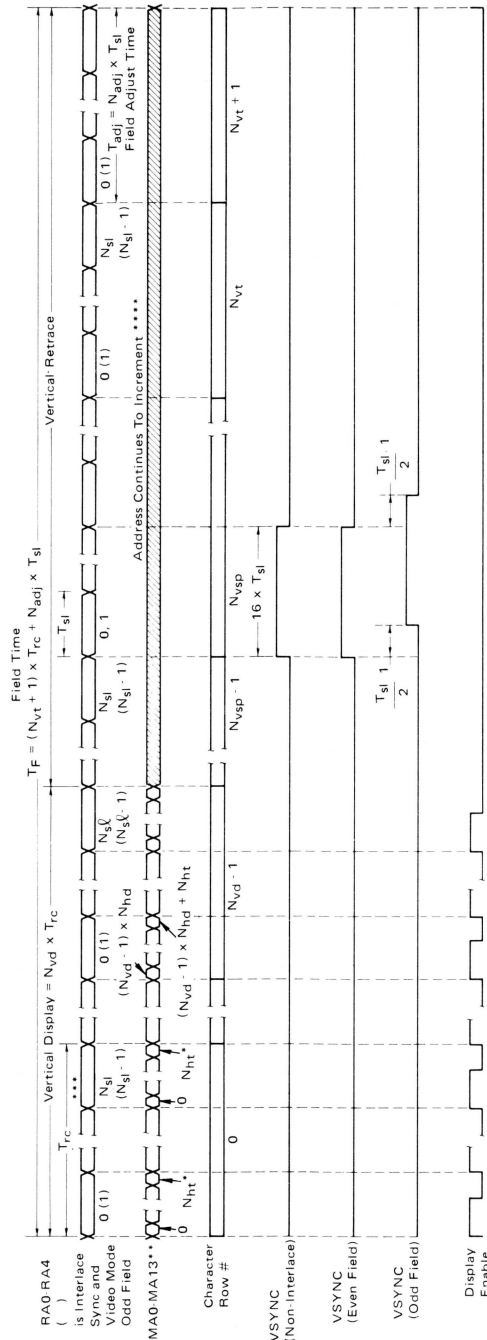 Field Time
T_F = (N_vt + 1) × T_rc + N_adj × T_sl
Vertical Display = N_vd × T_rc
Vertical Retrace
T_rc
***
T_sl
T_adj = N_adj × T_sl
Field Adjust Time
RA0-RA4
( )
is Interlace
Sync and
Video Mode
Odd Field
0 (1)
N_sl
(N_sl - 1)
0 (1)
N_sℓ
(N_sℓ - 1)
N_sl
(N_sl - 1)
0, 1
0 (1)
N_sl
(N_sl - 1)
0 (1)
MA0-MA13**
0
N_ht*
0
N_ht*
(N_vd - 1) × N_hd
(N_vd - 1) × N_hd + N_ht
Address Continues To Increment ****
Character
Row #
0
N_vd - 1
N_vsp - 1
N_vsp
N_vt
N_vt + 1
16 × T_sl
VSYNC
(Non-Interlace)
VSYNC
(Even Field)
VSYNC
(Odd Field)
T_sl 1
2
T_sl · 1
2
Display
Enable